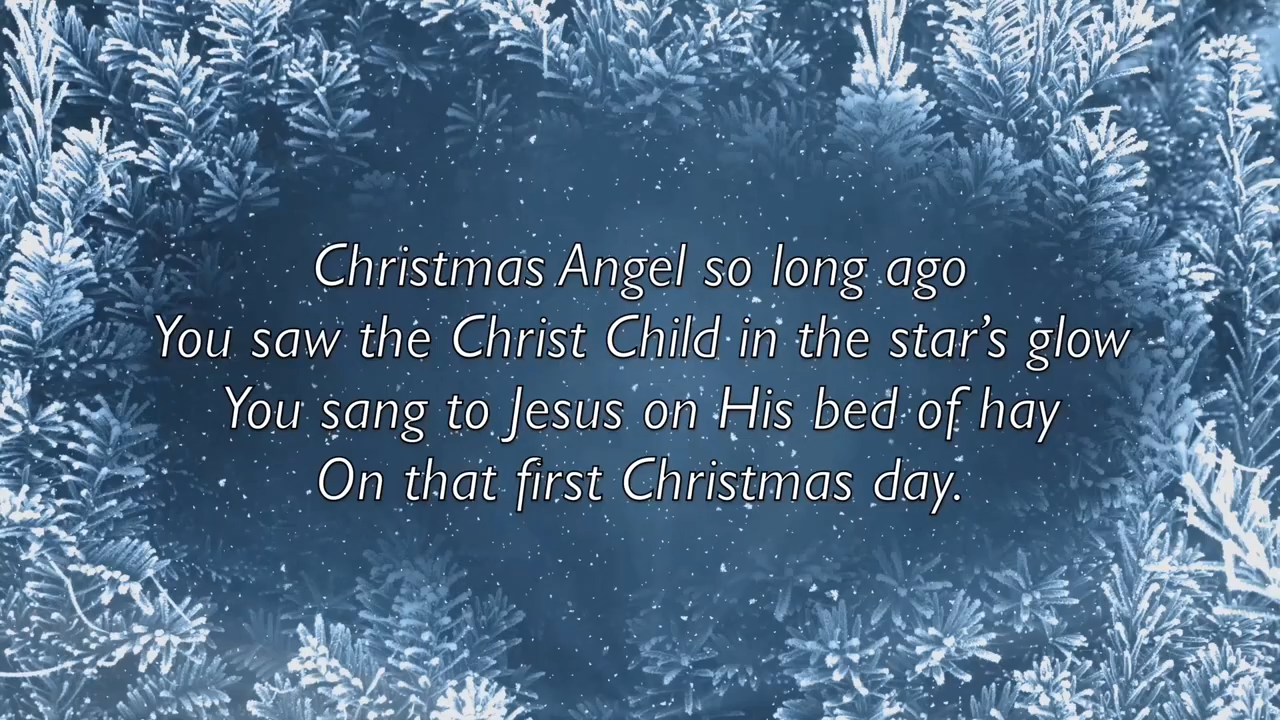 Christmas Angel so long ago
You saw the Christ Child in the star’s glow
You sang to Jesus on His bed of hay
On that first Christmas day.